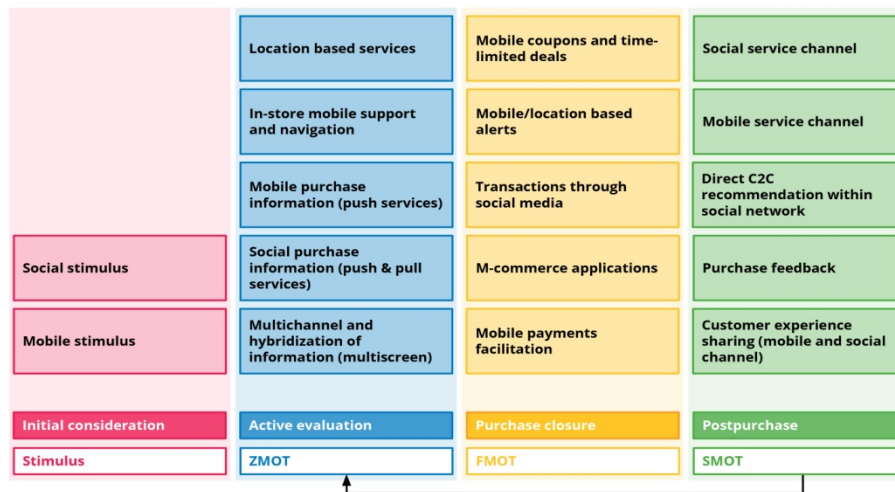 Location based services
Mobile coupons and time-
limited deals
Social service channel
In-store mobile support
and navigation
Mobile/location based
alerts
Mobile service channel
Mobile purchase
information (push services)
Transactions through
social media
Direct C2C
recommendation within
social network
Social stimulus
Social purchase
information (push & pull
services)
M-commerce applications
Purchase feedback
Mobile stimulus
Multichannel and
hybridization of
information (multiscreen)
Mobile payments
facilitation
Customer experience
sharing (mobile and social
channel)
Initial consideration
Active evaluation
Purchase closure
Postpurchase
Stimulus
ZMOT
FMOT
SMOT